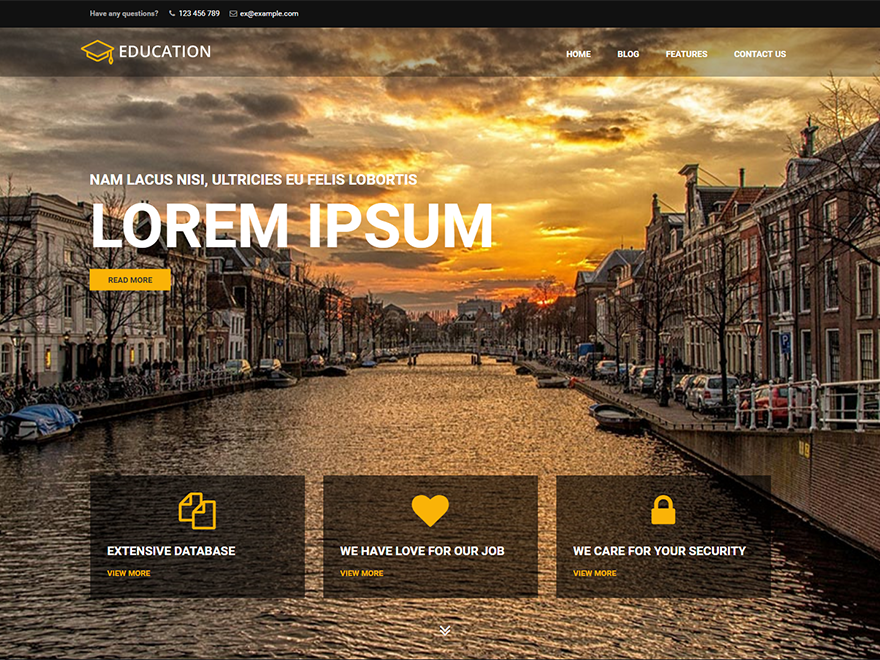 Have any questions? 123 456 789 ex@example.com
EDUCATION HOME BLOG FEATURES CONTACT US
NAM LACUS NISI, ULTRICIES EU FELIS LOBORTIS
LOREM IPSUM
READ MORE
EXTENSIVE DATABASE
VIEW MORE
WE HAVE LOVE FOR OUR JOB
VIEW MORE
WE CARE FOR YOUR SECURITY
VIEW MORE